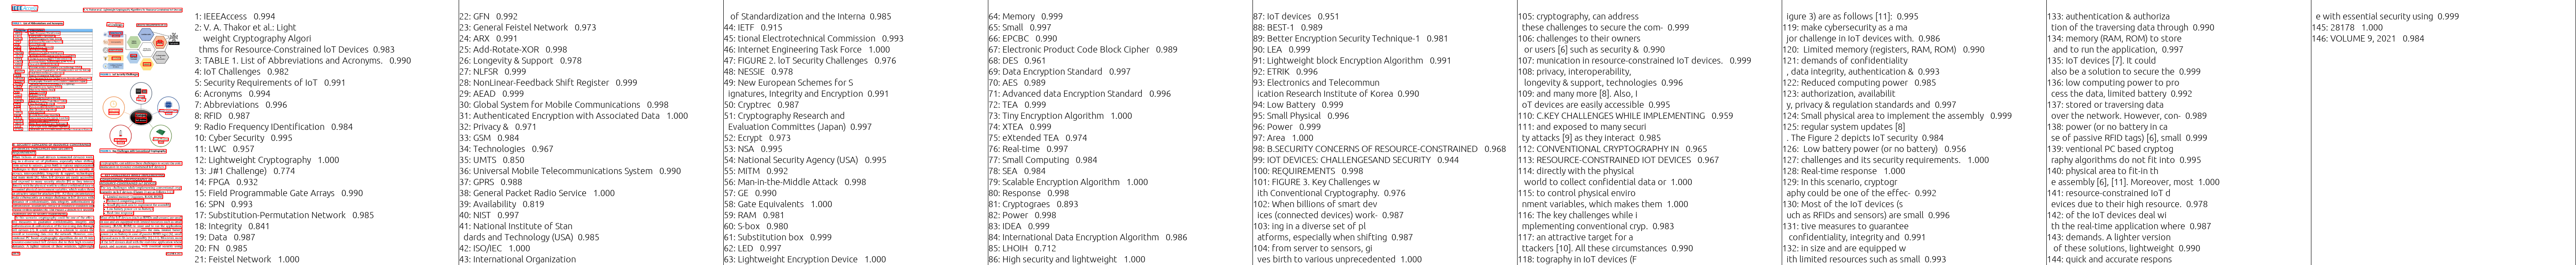 1: IEEEAccess 0.994
2: V. A. Thakor et al.: Light
weight Cryptography Algori
thms for Resource-Constrained loT Devices 0.983
3: TABLE 1. List of Abbreviations and Acronyms. 0.990
4: IoT Challenges 0.982
5: Security Requirements of IoT 0.991
6: Acronyms 0.994
7: Abbreviations 0.996
8: RFID 0.987
9: Radio Frequency IDentification 0.984
10: Cyber Security 0.995
11: LWC 0.957
12: Lightweight Cryptography 1.000
13: J#1 Challenge) 0.774
14: FPGA 0.932
15: Field Programmable Gate Arrays 0.990
16: SPN 0.993
17: Substitution-Permutation Network 0.985
18: Integrity 0.841
19: Data 0.987
20: FN 0.985
21: Feistel Network 1.000
22: GFN 0.992
23: General Feistel Network 0.973
24: ARX 0.991
25: Add-Rotate-XOR 0.998
26: Longevity & Support 0.978
27: NLFSR 0.999
28: NonLinear-Feedback Shift Register 0.999
29: AEAD 0.999
30: Global System for Mobile Communications 0.998
31: Authenticated Encryption with Associated Data 1.000
32: Privacy & 0.971
33: GSM 0.984
34: Technologies 0.967
35: UMTS 0.850
36: Universal Mobile Telecommunications System 0.990
37: GPRS 0.988
38: General Packet Radio Service 1.000
39: Availability 0.819
40: NIST 0.997
41: National Institute of Stan
dards and Technology (USA) 0.985
42: ISO/IEC 1.000
43: International Organization
of Standardization and the Interna 0.985
44: IETF 0.915
45: tional Electrotechnical Commission 0.993
46: Internet Engineering Task Force 1.000
47: FIGURE 2. loT Security Challenges 0.976
48: NESSIE 0.978
49: New European Schemes for S
ignatures, Integrity and Encryption 0.991
50: Cryptrec 0.987
51: Cryptography Research and
Evaluation Committes (Japan) 0.997
52: Ecrypt 0.973
53: NSA 0.995
54: National Security Agency (USA) 0.995
55: MITM 0.992
56: Man-in-the-Middle Attack 0.998
57: GE 0.990
58: Gate Equivalents 1.000
59: RAM 0.981
60: S-box 0.980
61: Substitution box 0.999
62: LED 0.997
63: Lightweight Encryption Device 1.000
64: Memory 0.999
65: Small 0.997
66: EPCBC 0.990
67: Electronic Product Code Block Cipher 0.989
68: DES 0.961
69: Data Encryption Standard 0.997
70: AES 0.989
71: Advanced data Encryption Standard 0.996
72: TEA 0.999
73: Tiny Encryption Algorithm 1.000
74: XTEA 0.999
75: eXtended TEA 0.974
76: Real-time 0.997
77: Small Computing 0.984
78: SEA 0.984
79: Scalable Encryption Algorithm 1.000
80: Response 0.998
81: Cryptograes 0.893
82: Power 0.998
83: IDEA 0.999
84: International Data Encryption Algorithm 0.986
85: LHOIH 0.712
86: High security and lightweight 1.000
87: IoT devices 0.951
88: BEST-1 0.989
89: Better Encryption Security Technique-1 0.981
90: LEA 0.999
91: Lightweight block Encryption Algorithm 0.991
92: ETRIK 0.996
93: Electronics and Telecommun
ication Research Institute of Korea 0.990
94: Low Battery 0.999
95: Small Physical 0.996
96: Power 0.999
97: Area 1.000
98: B.SECURITY CONCERNS OF RESOURCE-CONSTRAINED 0.968
99: IOT DEVICES: CHALLENGESAND SECURITY 0.944
100: REQUIREMENTS 0.998
101: FIGURE 3. Key Challenges w
ith Conventional Cryptography. 0.976
102: When billions of smart dev
ices (connected devices) work- 0.987
103: ing in a diverse set of pl
atforms, especially when shifting 0.987
104: from server to sensors, gi
ves birth to various unprecedented 1.000
105: cryptography, can address
these challenges to secure the com- 0.999
106: challenges to their owners
or users [6] such as security & 0.990
107: munication in resource-constrained IoT devices. 0.999
108: privacy, interoperability,
longevity & support, technologies 0.996
109: and many more [8]. Also, I
oT devices are easily accessible 0.995
110: C.KEY CHALLENGES WHILE IMPLEMENTING 0.959
111: and exposed to many securi
ty attacks [9] as they interact 0.985
112: CONVENTIONAL CRYPTOGRAPHY IN 0.965
113: RESOURCE-CONSTRAINED IOT DEVICES 0.967
114: directly with the physical
world to collect confidential data or 1.000
115: to control physical enviro
nment variables, which makes them 1.000
116: The key challenges while i
mplementing conventional cryp. 0.983
117: an attractive target for a
ttackers [10]. All these circumstances 0.990
118: tography in IoT devices (F
igure 3) are as follows [11]: 0.995
119: make cybersecurity as a ma
jor challenge in IoT devices with. 0.986
120: Limited memory (registers, RAM, ROM) 0.990
121: demands of confidentiality
, data integrity, authentication & 0.993
122: Reduced computing power 0.985
123: authorization, availabilit
y, privacy & regulation standards and 0.997
124: Small physical area to implement the assembly 0.999
125: regular system updates [8]
. The Figure 2 depicts IoT security 0.984
126: Low battery power (or no battery) 0.956
127: challenges and its security requirements. 1.000
128: Real-time response 1.000
129: In this scenario, cryptogr
aphy could be one of the effec- 0.992
130: Most of the IoT devices (s
uch as RFIDs and sensors) are small 0.996
131: tive measures to guarantee
confidentiality, integrity and 0.991
132: in size and are equipped w
ith limited resources such as small 0.993
133: authentication & authoriza
tion of the traversing data through 0.990
134: memory (RAM, ROM) to store
and to run the application, 0.997
135: IoT devices [7]. It could
also be a solution to secure the 0.999
136: low computing power to pro
cess the data, limited battery 0.992
137: stored or traversing data
over the network. However, con- 0.989
138: power (or no battery in ca
se of passive RFID tags) [6], small 0.999
139: ventional PC based cryptog
raphy algorithms do not fit into 0.995
140: physical area to fit-in th
e assembly [6], [11]. Moreover, most 1.000
141: resource-constrained IoT d
evices due to their high resource. 0.978
142: of the IoT devices deal wi
th the real-time application where 0.987
143: demands. A lighter version
of these solutions, lightweight 0.990
144: quick and accurate respons
e with essential security using 0.999
145: 28178 1.000
146: VOLUME 9, 2021 0.984